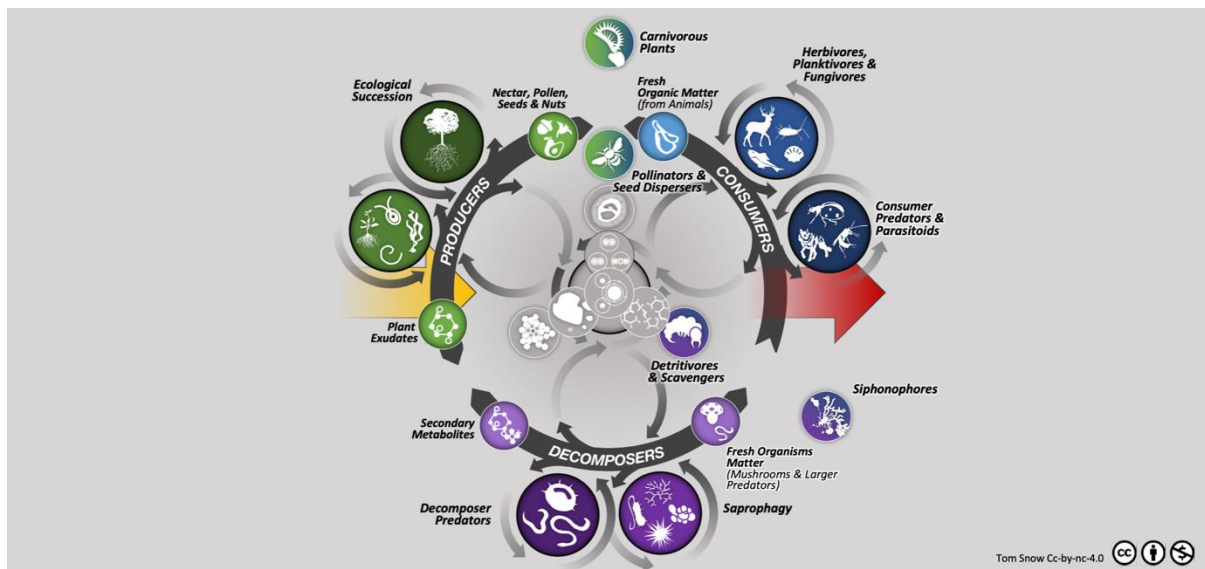 Carnivorous
Plants
Herbivores,
Planktivores &
Fungivores
Ecological
Succession
Nectar, Pollen,
Seeds & Nuts
Fresh
Organic Matter
(from Animals)
PRODUCERS
CONSUMERS
Pollinators &
Seed Dispersers
Consumer
Predators &
Parasitoids
Plant
Exudates
Detritivores
& Scavengers
Siphonophores
Secondary
Metabolites
DECOMPOSERS
Fresh Organisms
Matter
(Mushrooms & Larger
Predators)
Decomposer
Predators
Saprophagy
Tom Snow Cc-by-nc-4.0
CC